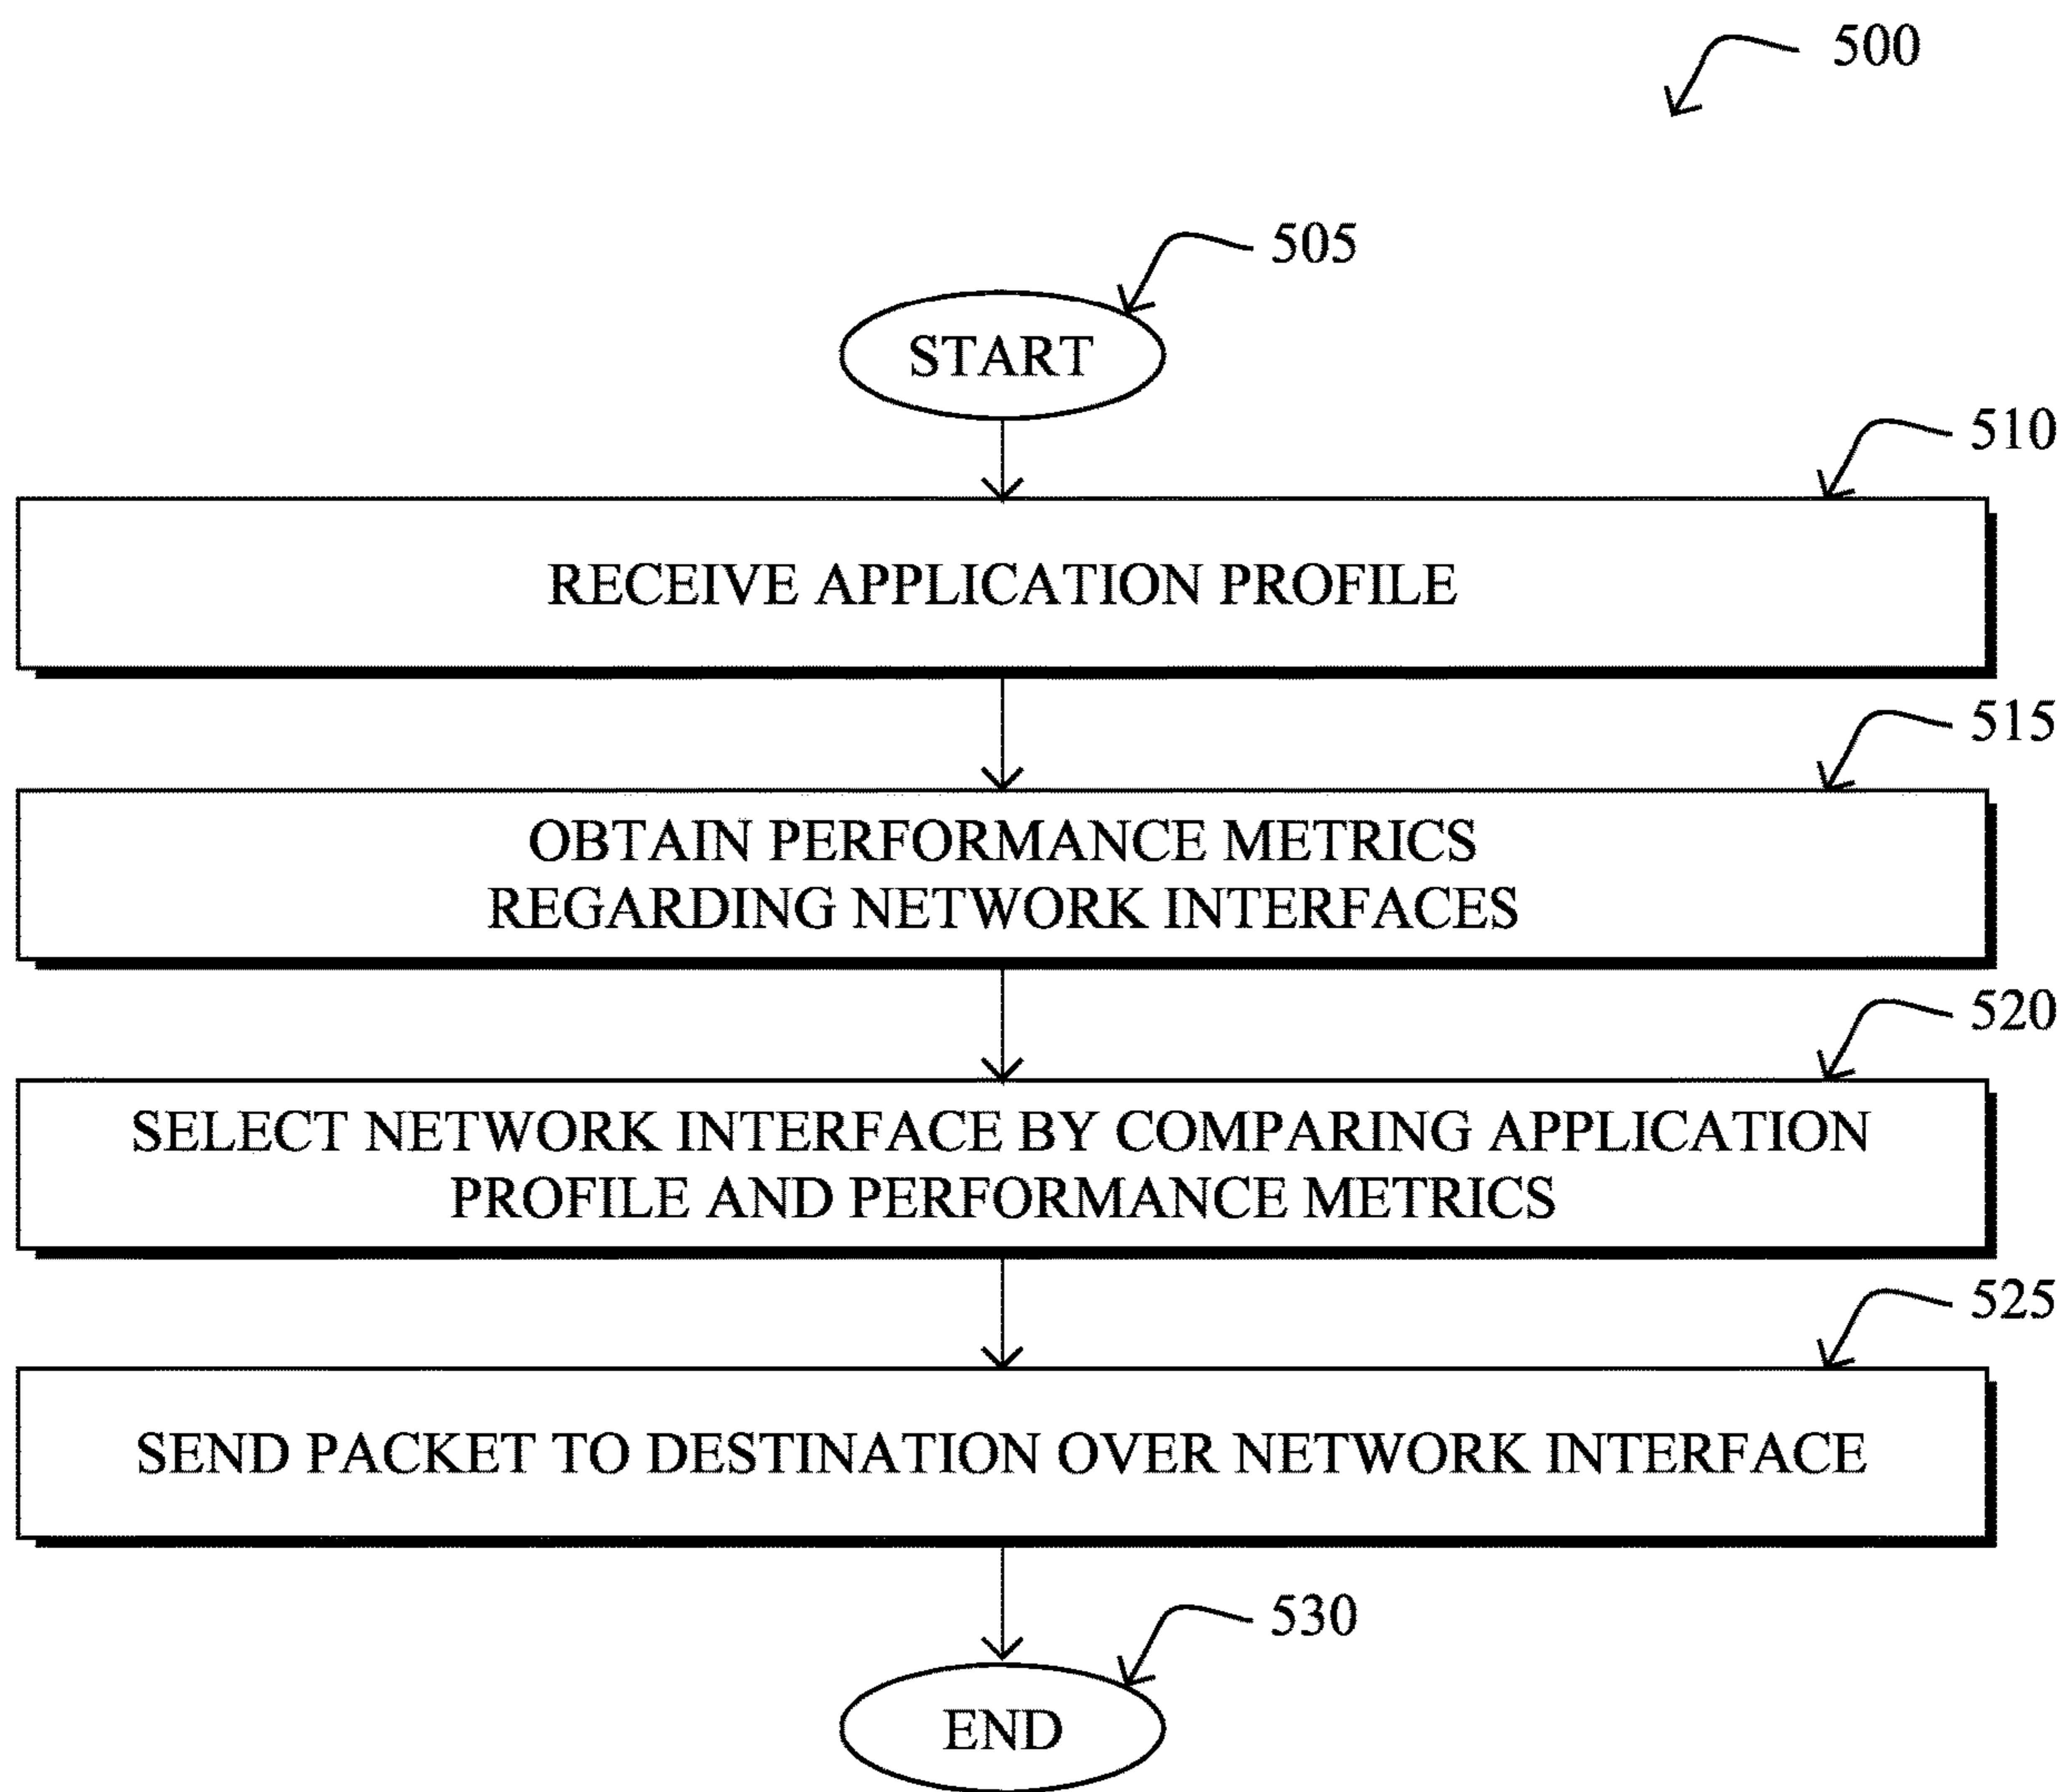 500
505
START
510
RECEIVE APPLICATION PROFILE
515
OBTAIN PERFORMANCE METRICS
REGARDING NETWORK INTERFACES
520
SELECT NETWORK INTERFACE BY COMPARING APPLICATION
PROFILE AND PERFORMANCE METRICS
525
SEND PACKET TO DESTINATION OVER NETWORK INTERFACE
530
END